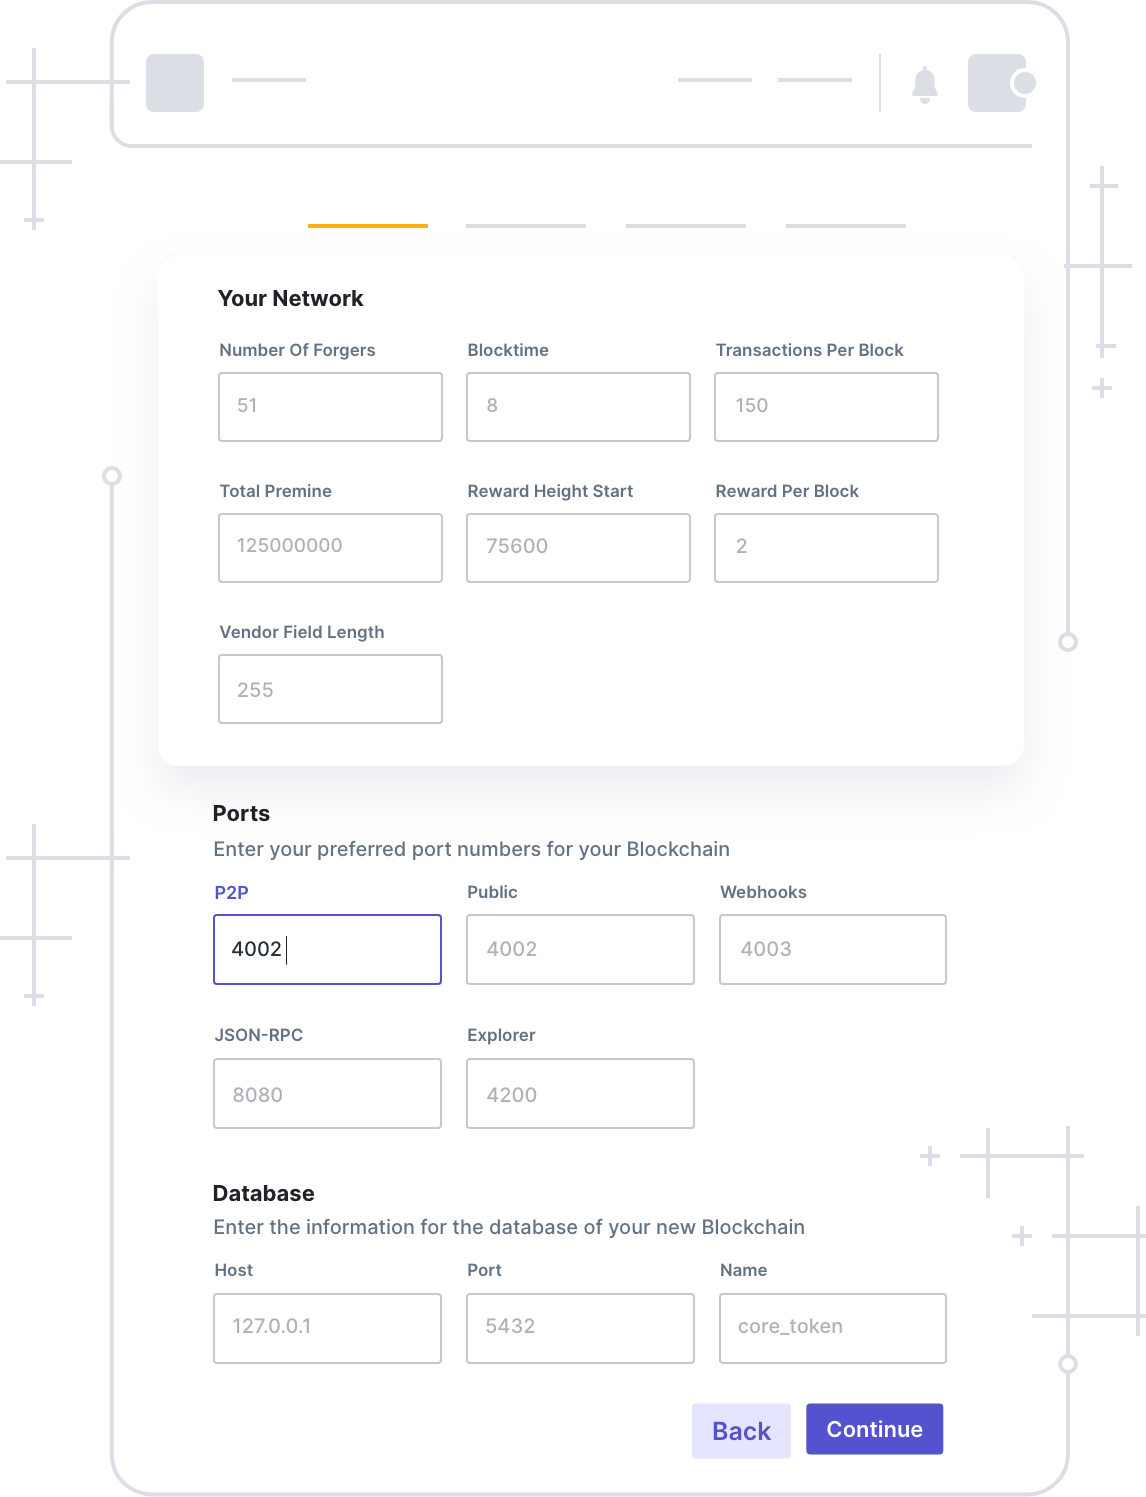 Your Network
Number Of Forgers Blocktime Transactions Per Block
51 8 150
Total Premine Reward Height Start Reward Per Block
125000000 75600 2
Vendor Field Length
255
Ports
Enter your preferred port numbers for your Blockchain
P2P Public Webhooks
4002 4002 4003
JSON-RPC Explorer
8080 4200
Database
Enter the information for the database of your new Blockchain
Host Port Name
127.0.0.1 5432 core_token
Back Continue